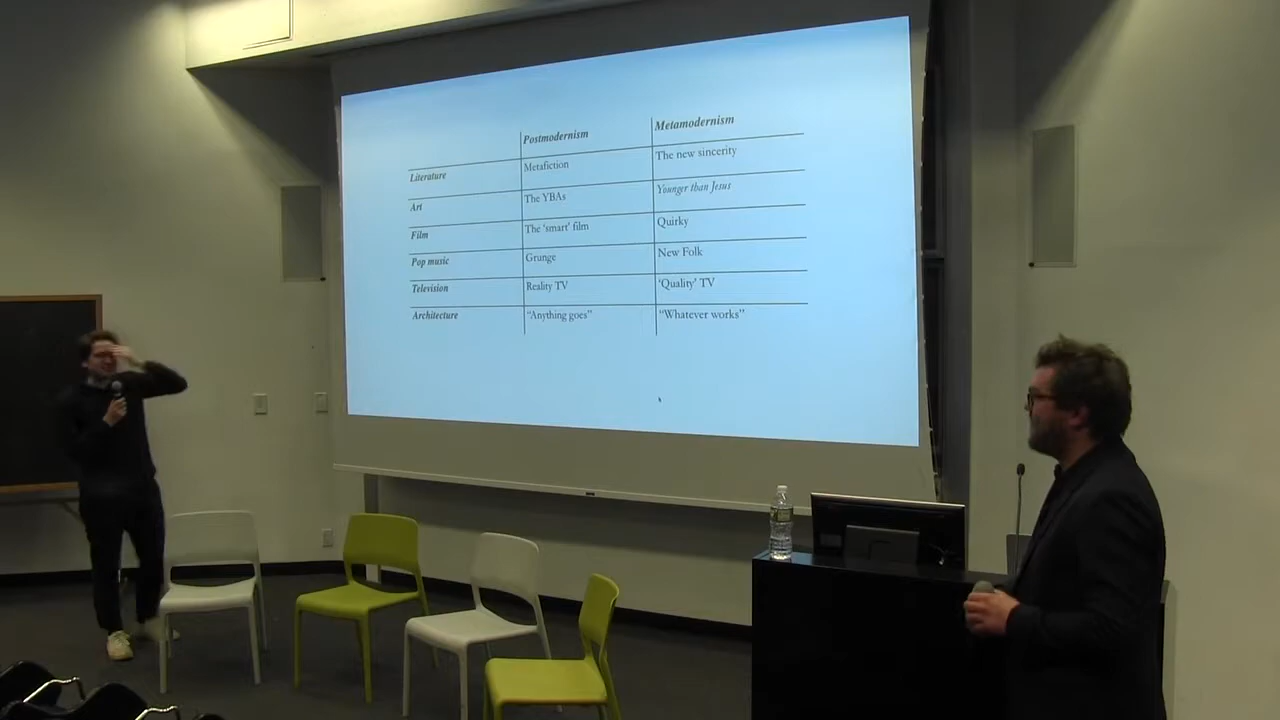 Postmodernism Metamodernism
Literature Metafiction The new sincerity
Art The YBAs Younger than Jesus
Film The 'smart' film Quirky
Pop music Grunge New Folk
Television Reality TV 'Quality' TV
Architecture "Anything goes" "Whatever works"